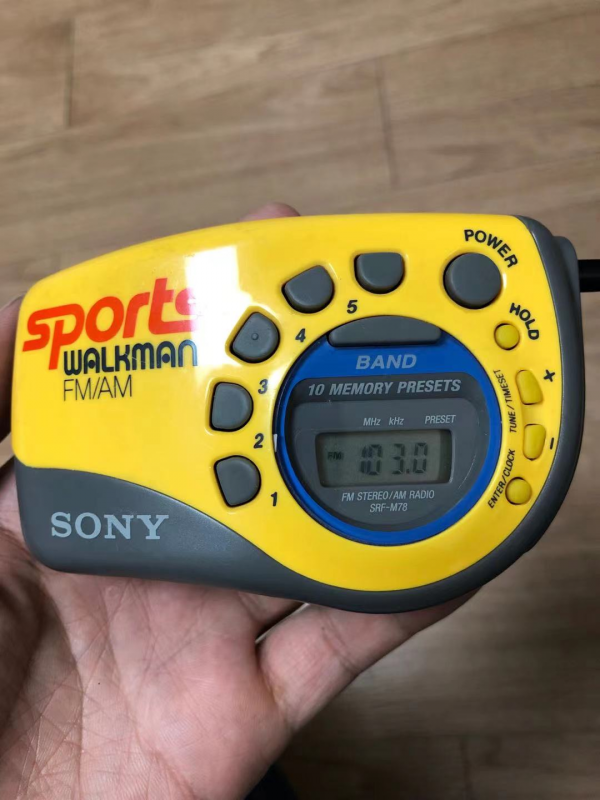 sports
WALKMAN
FM/AM
SONY
POWER
HOLD
+
TUNE / TIMESET
−
ENTER/CLOCK
5
4
3
2
1
BAND
10 MEMORY PRESETS
MHz kHz PRESET
FM 103.0
FM STEREO/AM RADIO
SRF-M78